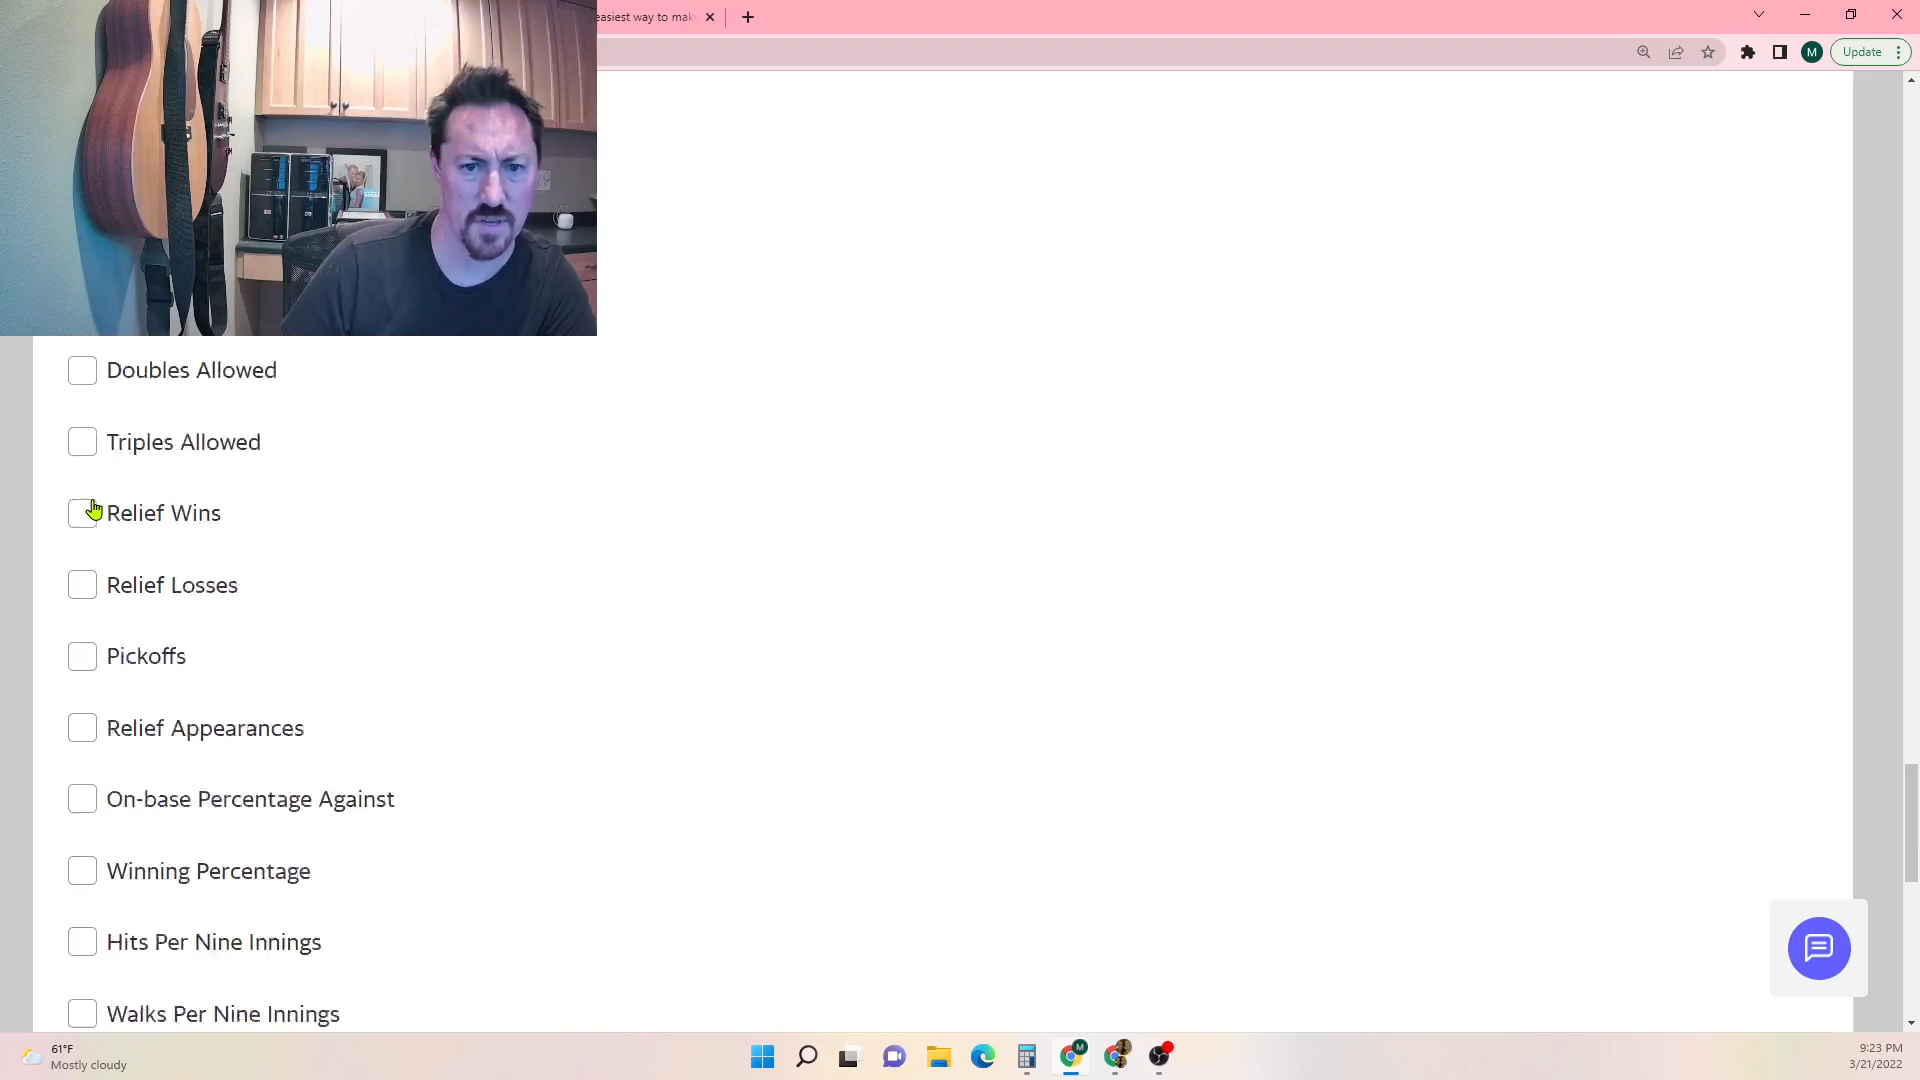 easiest way to mak
M
Update
Doubles Allowed
Triples Allowed
Relief Wins
Relief Losses
Pickoffs
Relief Appearances
On-base Percentage Against
Winning Percentage
Hits Per Nine Innings
Walks Per Nine Innings
61°F
Mostly cloudy
M
9:23 PM
3/21/2022